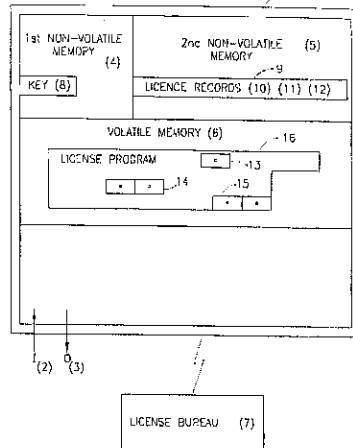 1st NON-VOLATILE
MEMORY
(4)
KEY (8)
2nd NON-VOLATILE (5)
MEMORY
9
LICENCE RECORDS (10) (11) (12)
VOLATILE MEMORY (6)
16
LICENSE PROGRAM
13
14
15
I (2)
O (3)
LICENSE BUREAU (7)